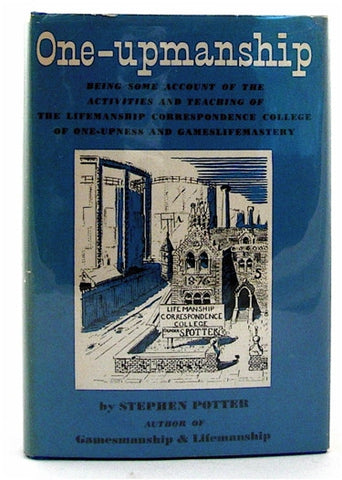 One-upmanship
BEING SOME ACCOUNT OF THE
ACTIVITIES AND TEACHING OF
THE LIFEMANSHIP CORRESPONDENCE COLLEGE
OF ONE-UPNESS AND GAMESLIFEMASTERY
1876
5
LIFEMANSHIP
CORRESPONDENCE
COLLEGE
S POTTER
by STEPHEN POTTER
AUTHOR OF
Gamesmanship & Lifemanship